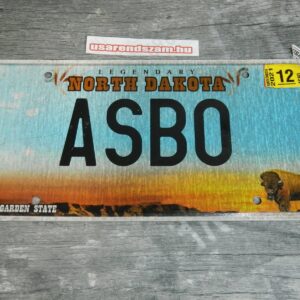 usarendszam.hu
LEGENDARY
NORTH DAKOTA
2021
12
ASBO
GARDEN STATE